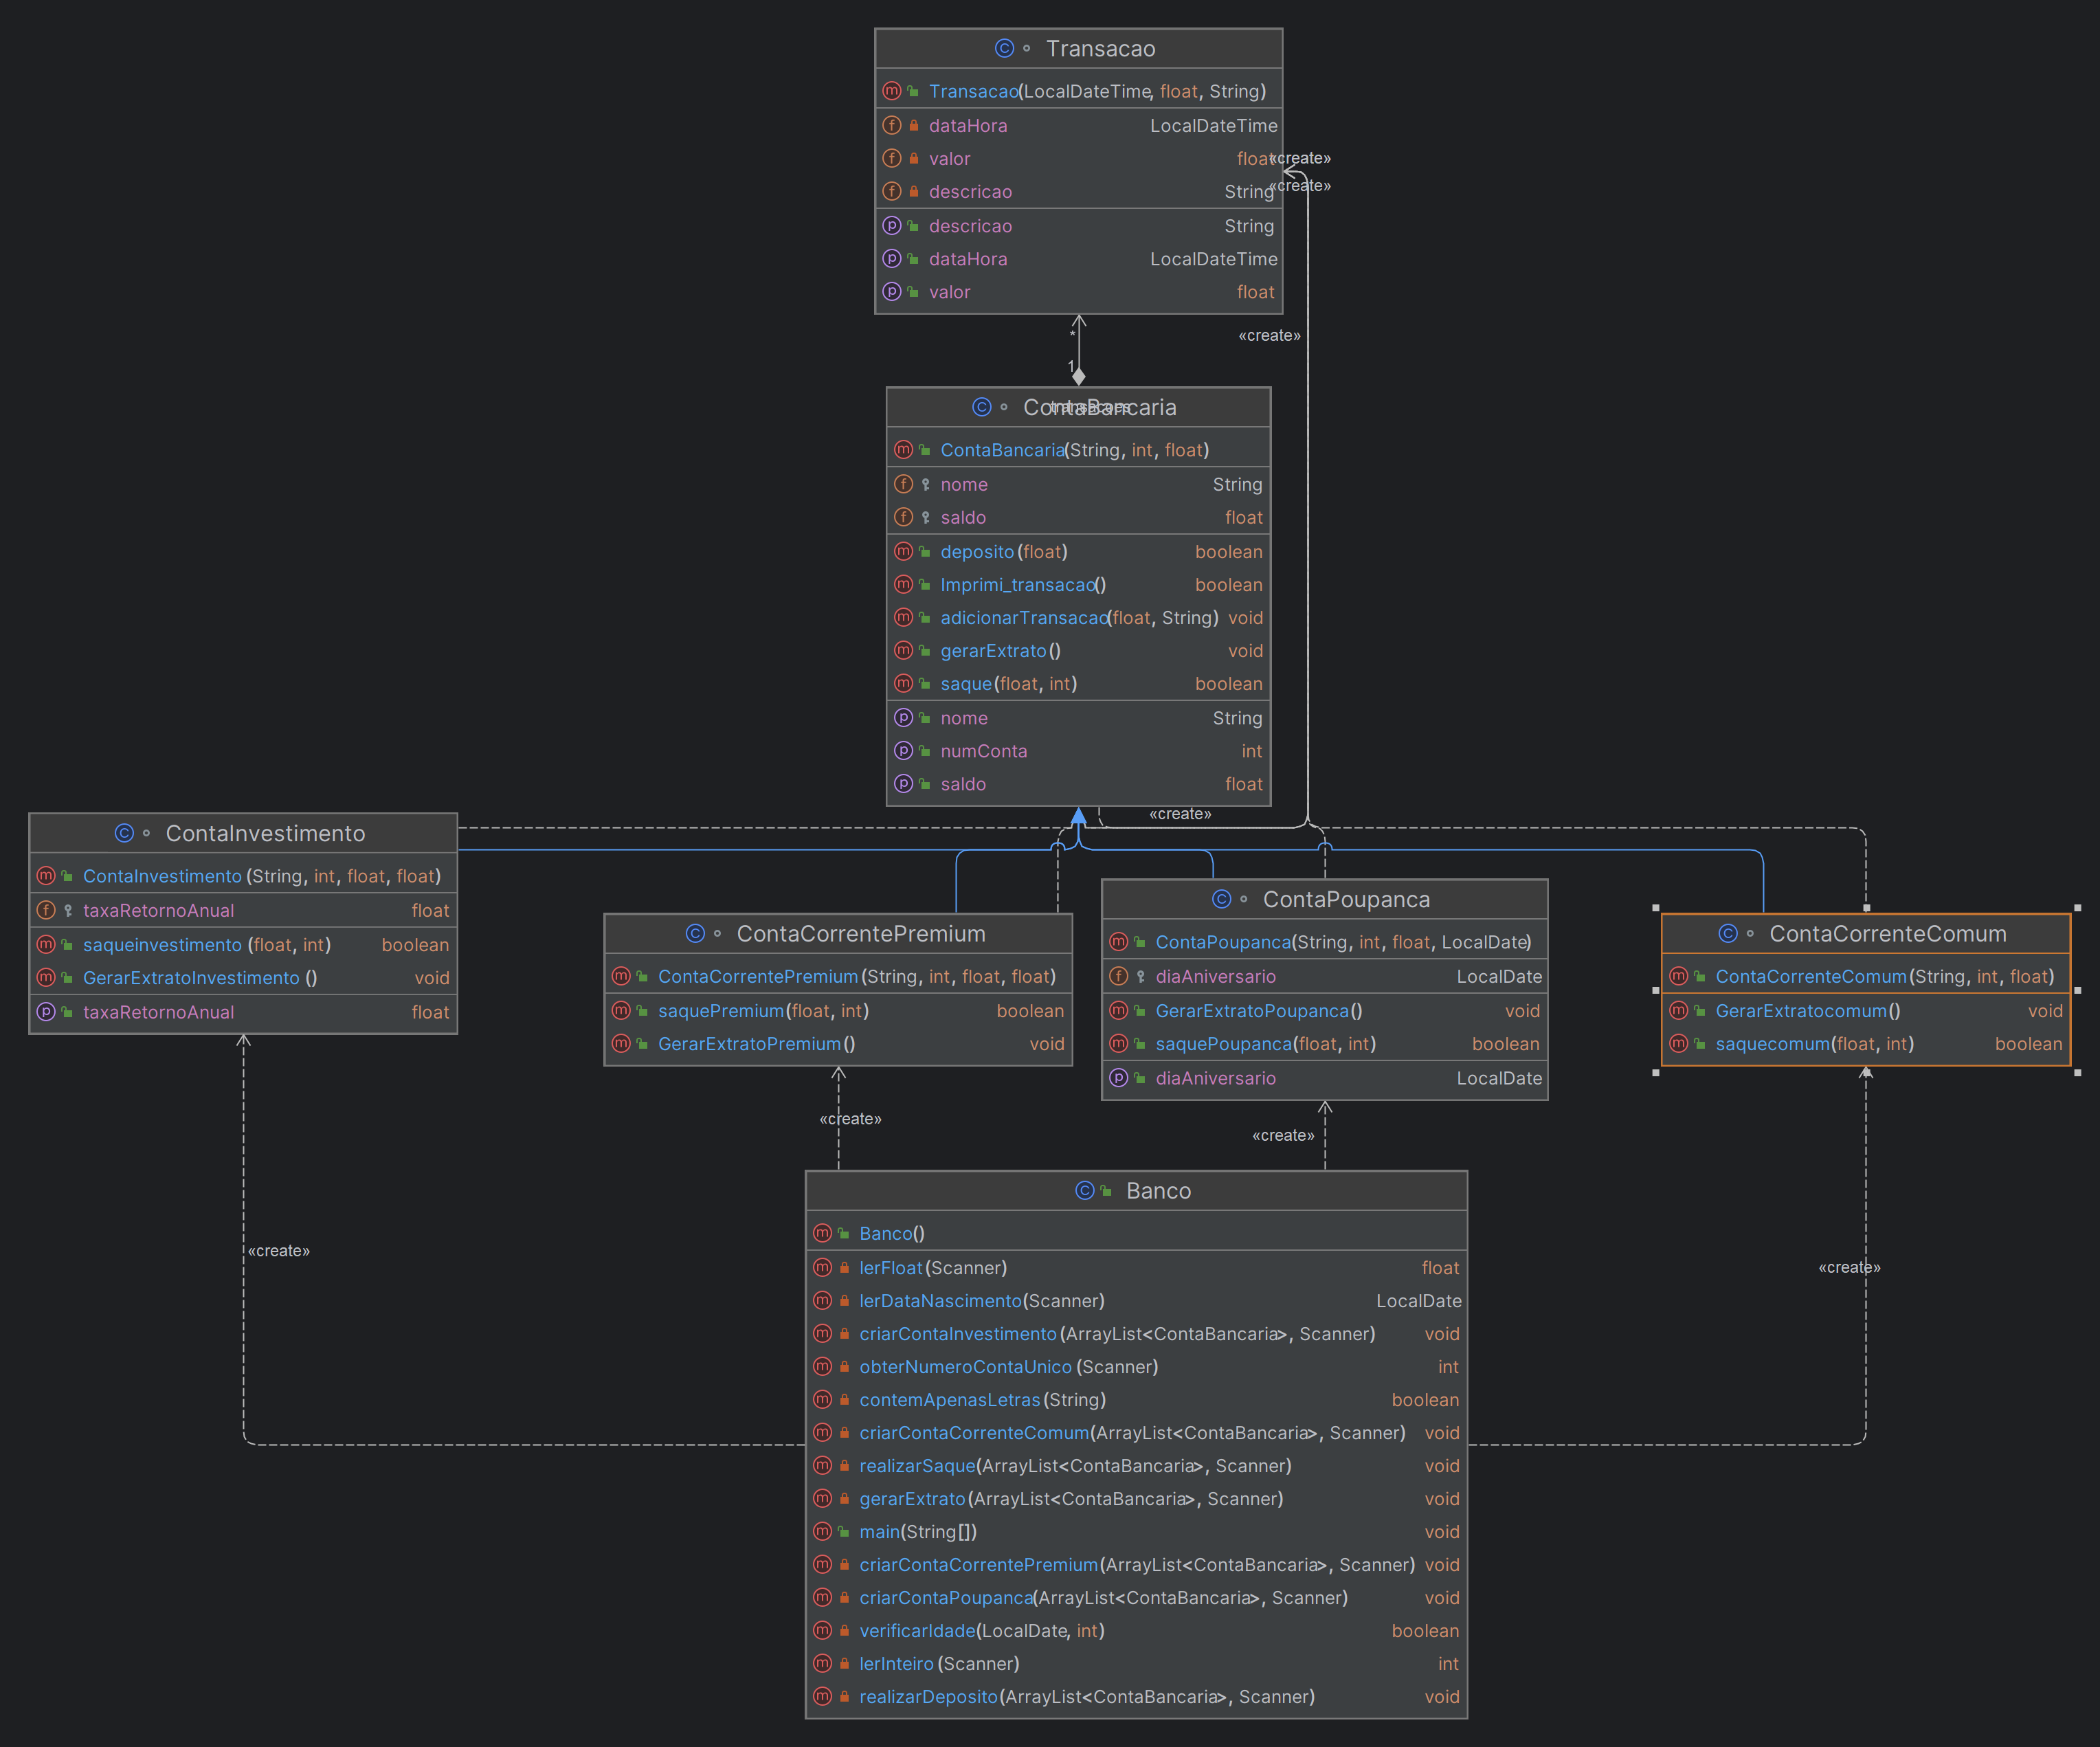 Transacao
Transacao(LocalDateTime, float, String)
dataHora LocalDateTime
valor float
«create»
descricao String
«create»
descricao String
dataHora LocalDateTime
valor float
*
«create»
1
ContaBancaria
transacoes
ContaBancaria(String, int, float)
nome String
saldo float
deposito(float) boolean
Imprimi_transacao() boolean
adicionarTransacao(float, String) void
gerarExtrato() void
saque(float, int) boolean
nome String
numConta int
saldo float
«create»
ContaInvestimento
ContaInvestimento(String, int, float, float)
taxaRetornoAnual float
saqueinvestimento(float, int) boolean
GerarExtratoInvestimento() void
taxaRetornoAnual float
ContaCorrentePremium
ContaCorrentePremium(String, int, float, float)
saquePremium(float, int) boolean
GerarExtratoPremium() void
ContaPoupanca
ContaPoupanca(String, int, float, LocalDate)
diaAniversario LocalDate
GerarExtratoPoupanca() void
saquePoupanca(float, int) boolean
diaAniversario LocalDate
ContaCorrenteComum
ContaCorrenteComum(String, int, float)
GerarExtratocomum() void
saquecomum(float, int) boolean
«create»
«create»
«create»
«create»
Banco
Banco()
lerFloat(Scanner) float
lerDataNascimento(Scanner) LocalDate
criarContaInvestimento(ArrayList<ContaBancaria>, Scanner) void
obterNumeroContaUnico(Scanner) int
contemApenasLetras(String) boolean
criarContaCorrenteComum(ArrayList<ContaBancaria>, Scanner) void
realizarSaque(ArrayList<ContaBancaria>, Scanner) void
gerarExtrato(ArrayList<ContaBancaria>, Scanner) void
main(String[]) void
criarContaCorrentePremium(ArrayList<ContaBancaria>, Scanner) void
criarContaPoupanca(ArrayList<ContaBancaria>, Scanner) void
verificarIdade(LocalDate, int) boolean
lerInteiro(Scanner) int
realizarDeposito(ArrayList<ContaBancaria>, Scanner) void